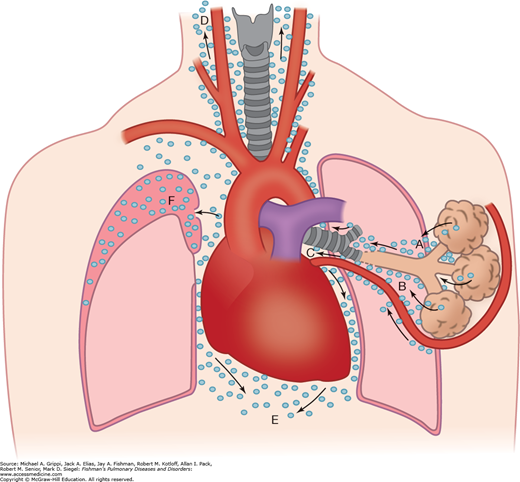 D
F
A
C
B
E
Source: Michael A. Grippi, Jack A. Elias, Jay A. Fishman, Robert M. Kotloff, Allan I. Pack,
Robert M. Senior, Mark D. Siegel: Fishman's Pulmonary Diseases and Disorders:
www.accessmedicine.com
Copyright © McGraw-Hill Education. All rights reserved.